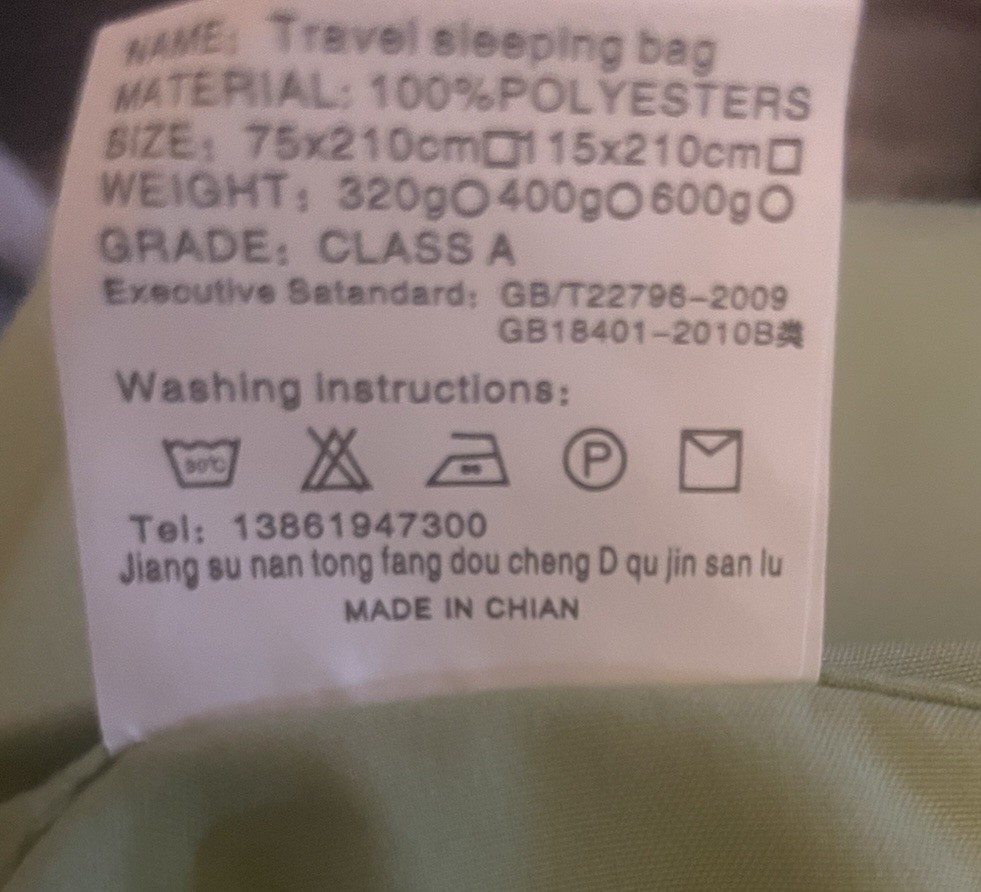 NAME: Travel sleeping bag
MATERIAL: 100%POLYESTERS
SIZE: 75x210cm□115x210cm□
WEIGHT: 320g○400g○600g○
GRADE: CLASS A
Executive Satandard: GB/T22796-2009
GB18401-2010B类
Washing instructions:
30℃ P
Tel: 13861947300
Jiang su nan tong fang dou cheng D qu jin san lu
MADE IN CHIAN